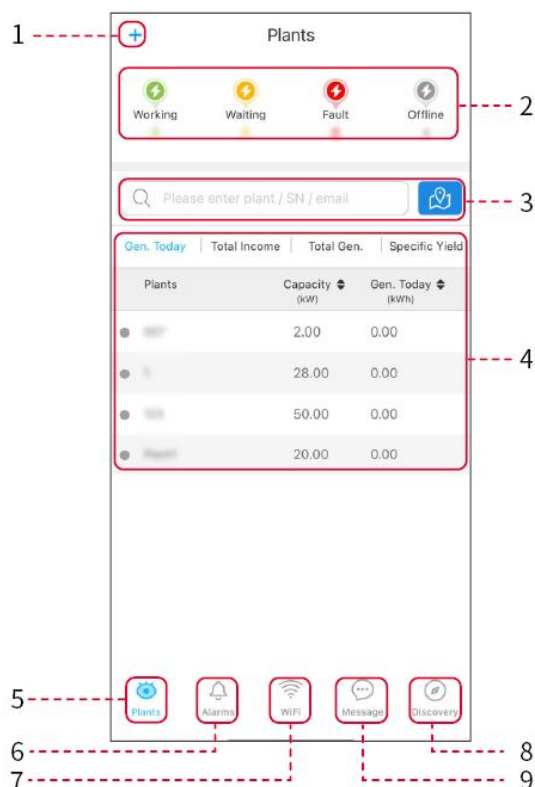 1
Plants
Working Waiting Fault Offline
2
Please enter plant / SN / email
3
Gen. Today | Total Income | Total Gen. | Specific Yield
Plants Capacity Gen. Today
(kW) (kWh)
2.00 0.00
28.00 0.00
4
50.00 0.00
20.00 0.00
5
Plants Alarms WiFi Message Discovery
6 8
7 9